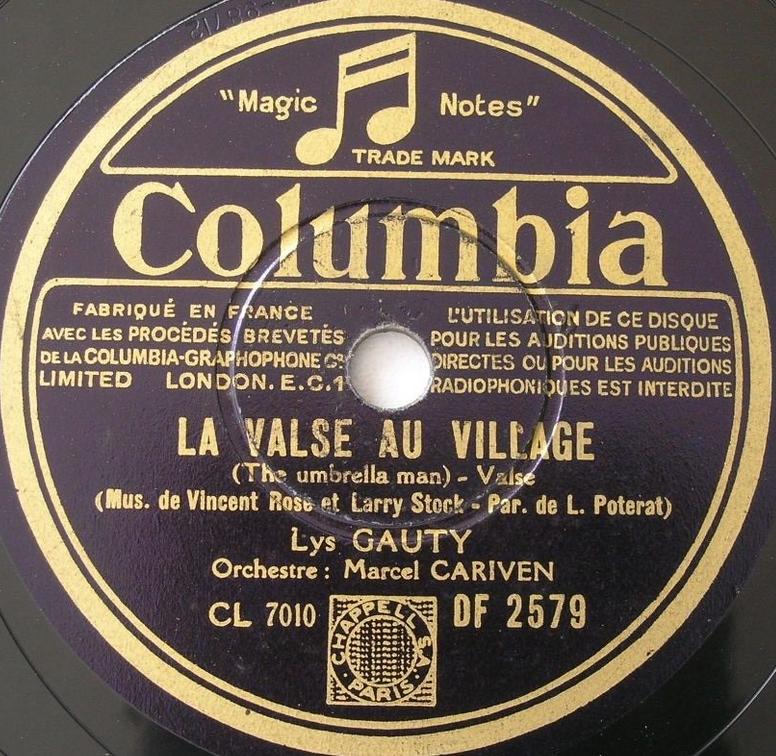 "Magic Notes"
TRADE MARK
Columbia
FABRIQUÉ EN FRANCE
AVEC LES PROCÉDÉS BREVETÉS
DE LA COLUMBIA-GRAPHOPHONE Cº
LIMITED LONDON. E.C.1
L'UTILISATION DE CE DISQUE
POUR LES AUDITIONS PUBLIQUES
DIRECTES OU POUR LES AUDITIONS
RADIOPHONIQUES EST INTERDITE
LA VALSE AU VILLAGE
(The umbrella man) - Valse
(Mus. de Vincent Rose et Larry Stock - Par. de L. Poterat)
Lys GAUTY
Orchestre : Marcel CARIVEN
CL 7010
CHAPPELL S.A.
PARIS
DF 2579